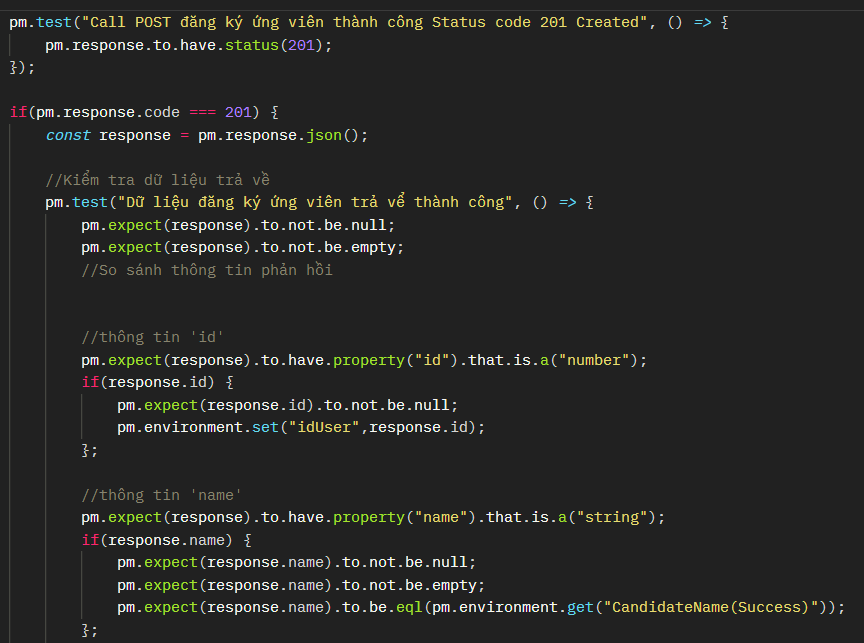 pm.test("Call POST đăng ký ứng viên thành công Status code 201 Created", () => {
pm.response.to.have.status(201);
});
if(pm.response.code === 201) {
const response = pm.response.json();
//Kiểm tra dữ liệu trả về
pm.test("Dữ liệu đăng ký ứng viên trả vể thành công", () => {
pm.expect(response).to.not.be.null;
pm.expect(response).to.not.be.empty;
//So sánh thông tin phản hồi
//thông tin 'id'
pm.expect(response).to.have.property("id").that.is.a("number");
if(response.id) {
pm.expect(response.id).to.not.be.null;
pm.environment.set("idUser",response.id);
};
//thông tin 'name'
pm.expect(response).to.have.property("name").that.is.a("string");
if(response.name) {
pm.expect(response.name).to.not.be.null;
pm.expect(response.name).to.not.be.empty;
pm.expect(response.name).to.be.eql(pm.environment.get("CandidateName(Success)"));
};